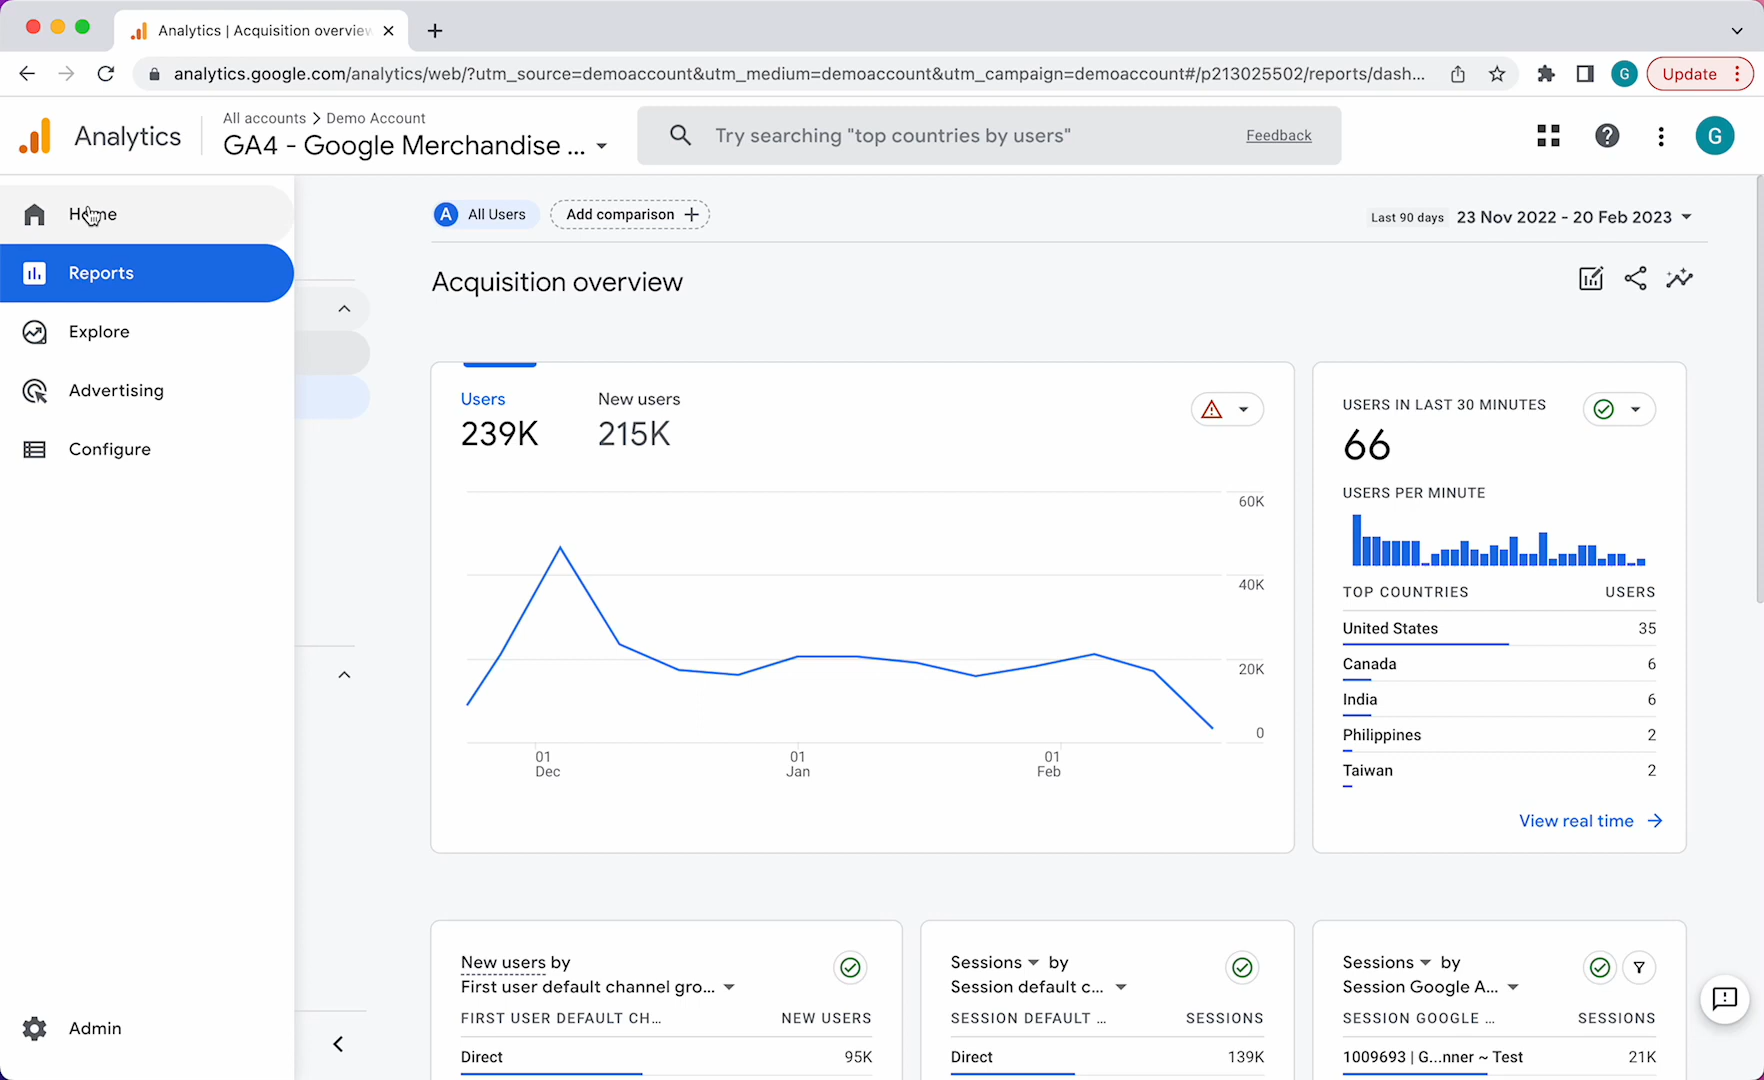 Analytics | Acquisition overview
analytics.google.com/analytics/web/?utm_source=demoaccount&utm_medium=demoaccount&utm_campaign=demoaccount#/p213025502/reports/dash...
G
Update
Analytics
All accounts > Demo Account
GA4 - Google Merchandise ...
Try searching "top countries by users"
Feedback
G
Home
Reports
Explore
Advertising
Configure
Admin
A All Users
Add comparison +
Last 90 days 23 Nov 2022 - 20 Feb 2023
Acquisition overview
Users
239K
New users
215K
60K
40K
20K
0
01
Dec
01
Jan
01
Feb
USERS IN LAST 30 MINUTES
66
USERS PER MINUTE
TOP COUNTRIES USERS
United States 35
Canada 6
India 6
Philippines 2
Taiwan 2
View real time
New users by
First user default channel gro...
FIRST USER DEFAULT CH... NEW USERS
Direct 95K
Sessions by
Session default c...
SESSION DEFAULT ... SESSIONS
Direct 139K
Sessions by
Session Google A...
SESSION GOOGLE ... SESSIONS
1009693 | G...nner ~ Test 21K